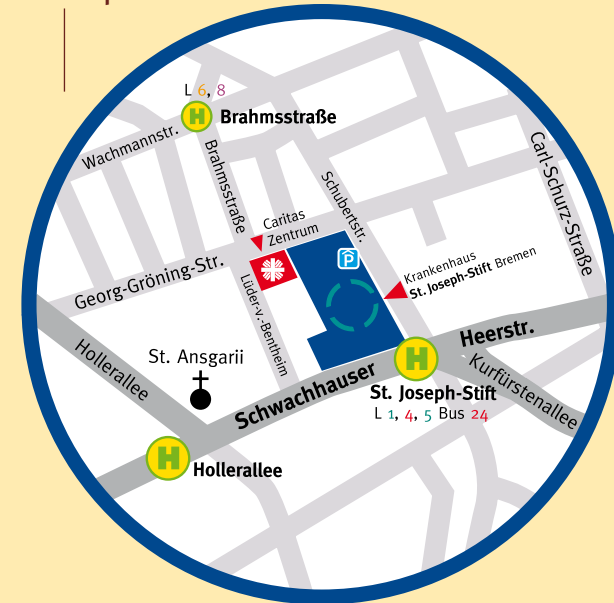 L 6, 8
H
Brahmsstraße
Wachmannstr.
Brahmsstraße
Schubertstr.
Carl-Schurz-Straße
Caritas
Zentrum
P
Krankenhaus
St. Joseph-Stift Bremen
Georg-Gröning-Str.
Lüder-v.-Bentheim
Hollerallee
St. Ansgarii
Schwachhauser
Heerstr.
H
Kurfürstenallee
St. Joseph-Stift
L 1, 4, 5 Bus 24
H
Hollerallee